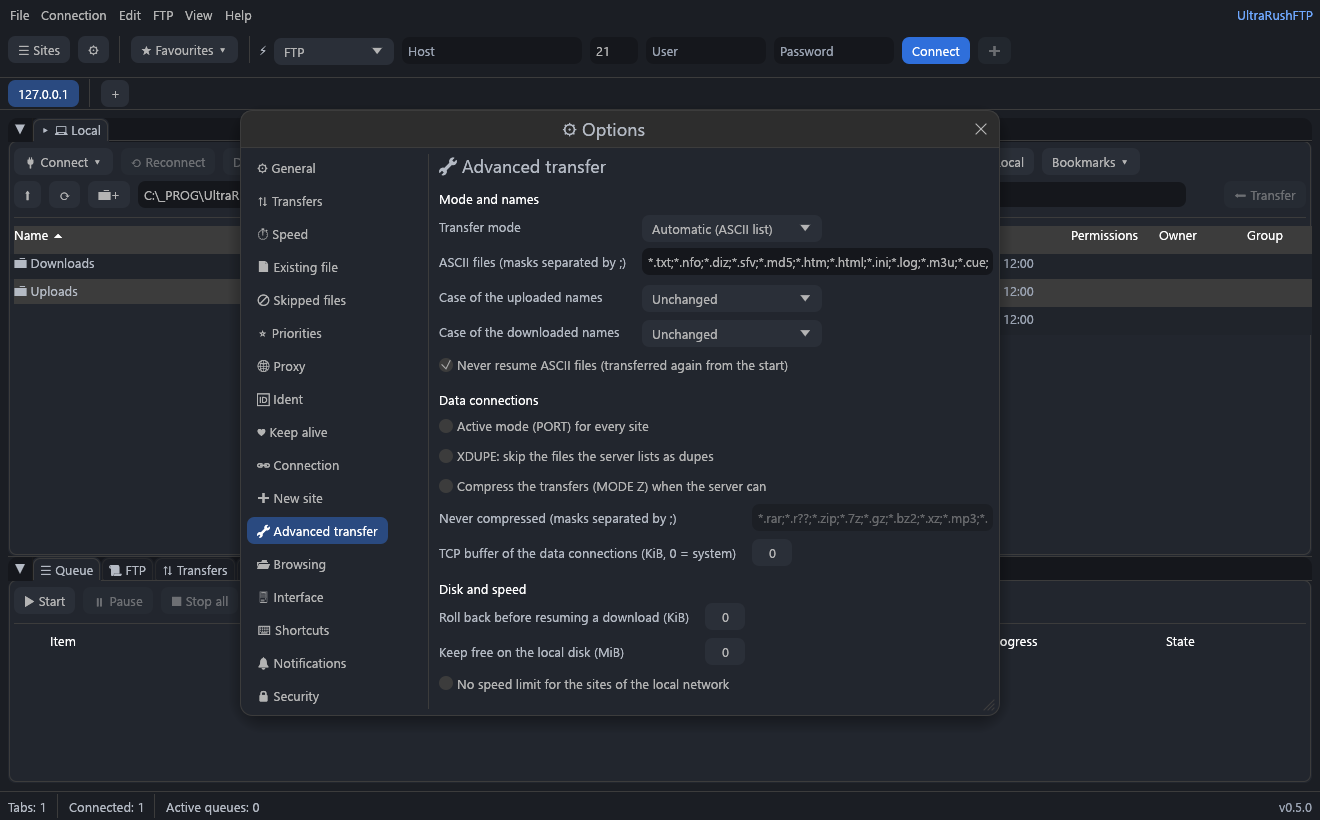 File Connection Edit FTP View Help UltraRushFTP
☰ Sites ⚙ ★ Favourites ▾ ⚡ FTP ▼ Host 21 User Password Connect +
127.0.0.1 +
▼ ▸ Local
Options
Connect ▾ Reconnect D ocal Bookmarks ▾
C:\_PROG\UltraR Transfer
Name Permissions Owner Group
Downloads 12:00
Uploads 12:00
12:00
General
Transfers
Speed
Existing file
Skipped files
Priorities
Proxy
Ident
Keep alive
Connection
New site
Advanced transfer
Browsing
Interface
Shortcuts
Notifications
Security
Advanced transfer
Mode and names
Transfer mode Automatic (ASCII list)
ASCII files (masks separated by ;) *.txt;*.nfo;*.diz;*.sfv;*.md5;*.htm;*.html;*.ini;*.log;*.m3u;*.cue;
Case of the uploaded names Unchanged
Case of the downloaded names Unchanged
Never resume ASCII files (transferred again from the start)
Data connections
Active mode (PORT) for every site
XDUPE: skip the files the server lists as dupes
Compress the transfers (MODE Z) when the server can
Never compressed (masks separated by ;) *.rar;*.r??;*.zip;*.7z;*.gz;*.bz2;*.xz;*.mp3;*.
TCP buffer of the data connections (KiB, 0 = system) 0
Disk and speed
Roll back before resuming a download (KiB) 0
Keep free on the local disk (MiB) 0
No speed limit for the sites of the local network
Queue FTP Transfers
Start Pause Stop all
Item ogress State
Tabs: 1 Connected: 1 Active queues: 0 v0.5.0